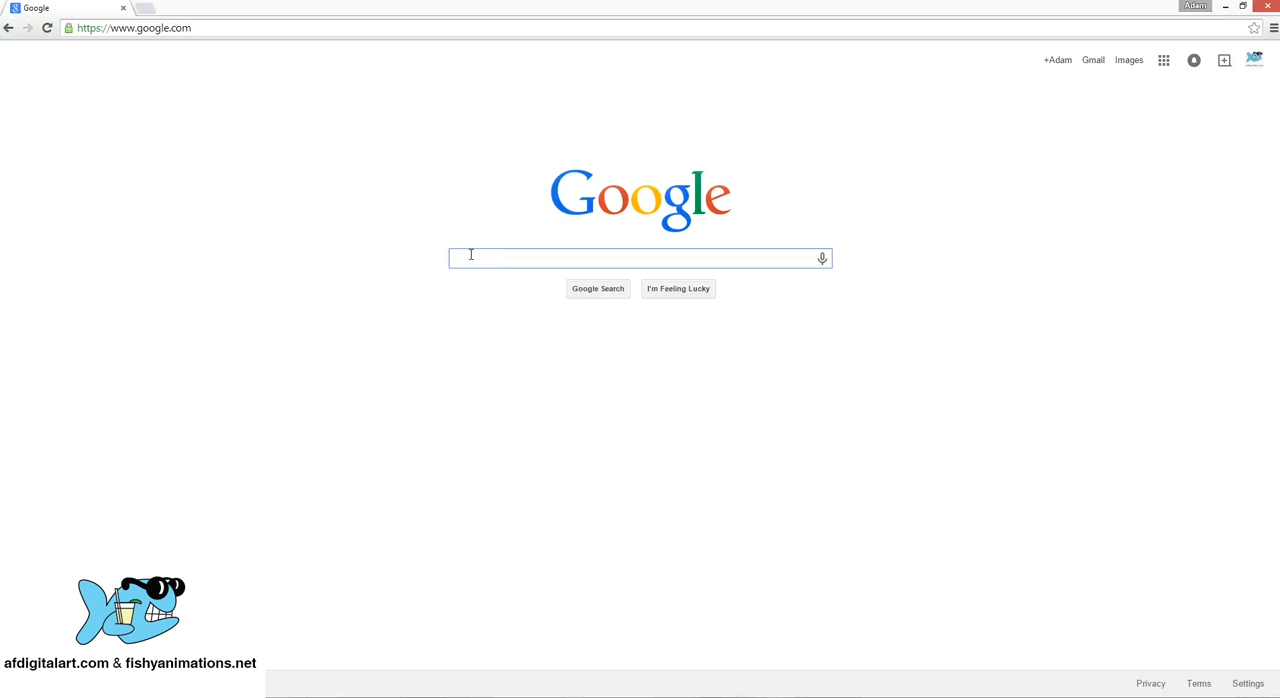 Google
Adam
https://www.google.com
+Adam Gmail Images
Google
Google Search I'm Feeling Lucky
afdigitalart.com & fishyanimations.net
Privacy Terms Settings